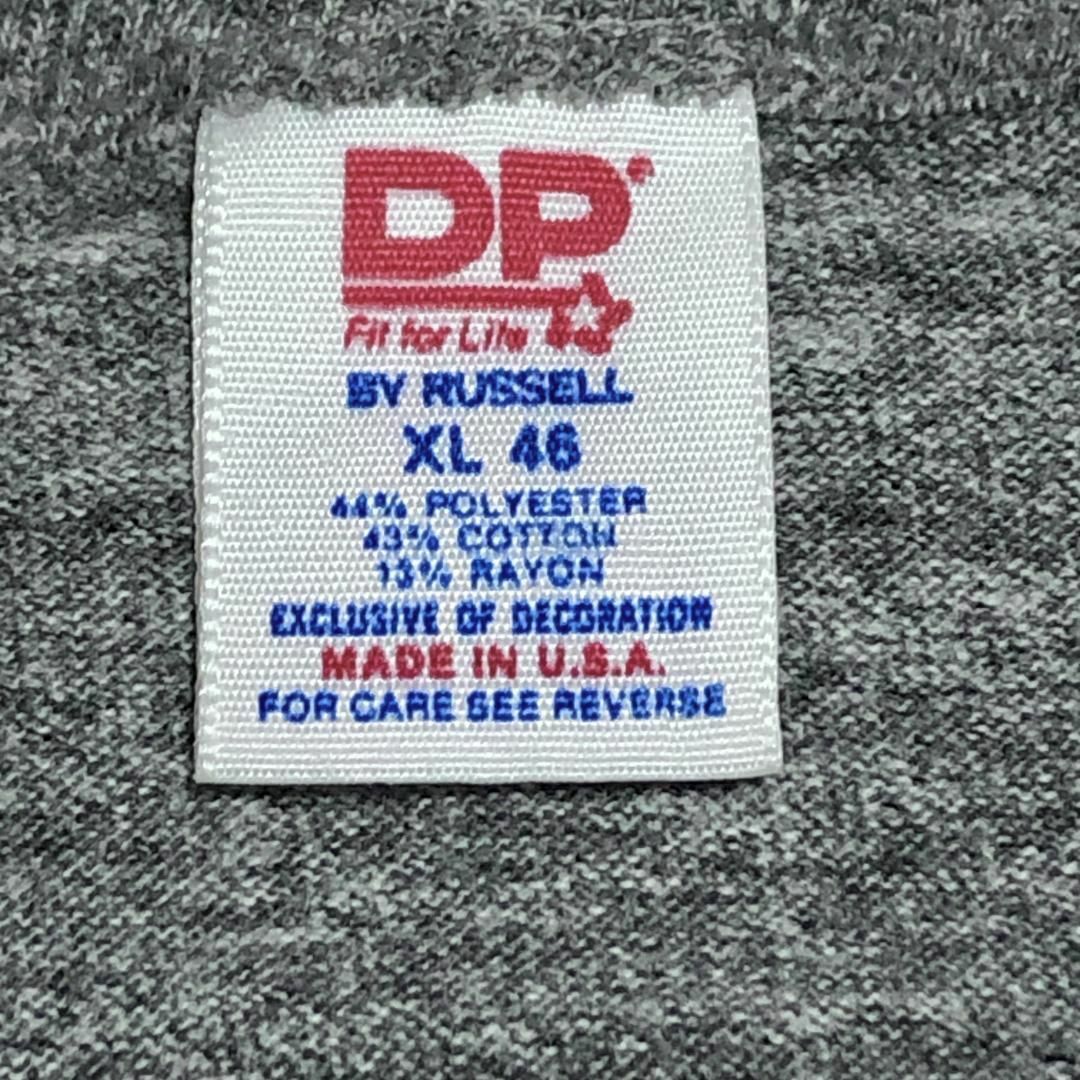 DP
Fit for Life
BY RUSSELL
XL 46
44% POLYESTER
43% COTTON
13% RAYON
EXCLUSIVE OF DECORATION
MADE IN U.S.A.
FOR CARE SEE REVERSE